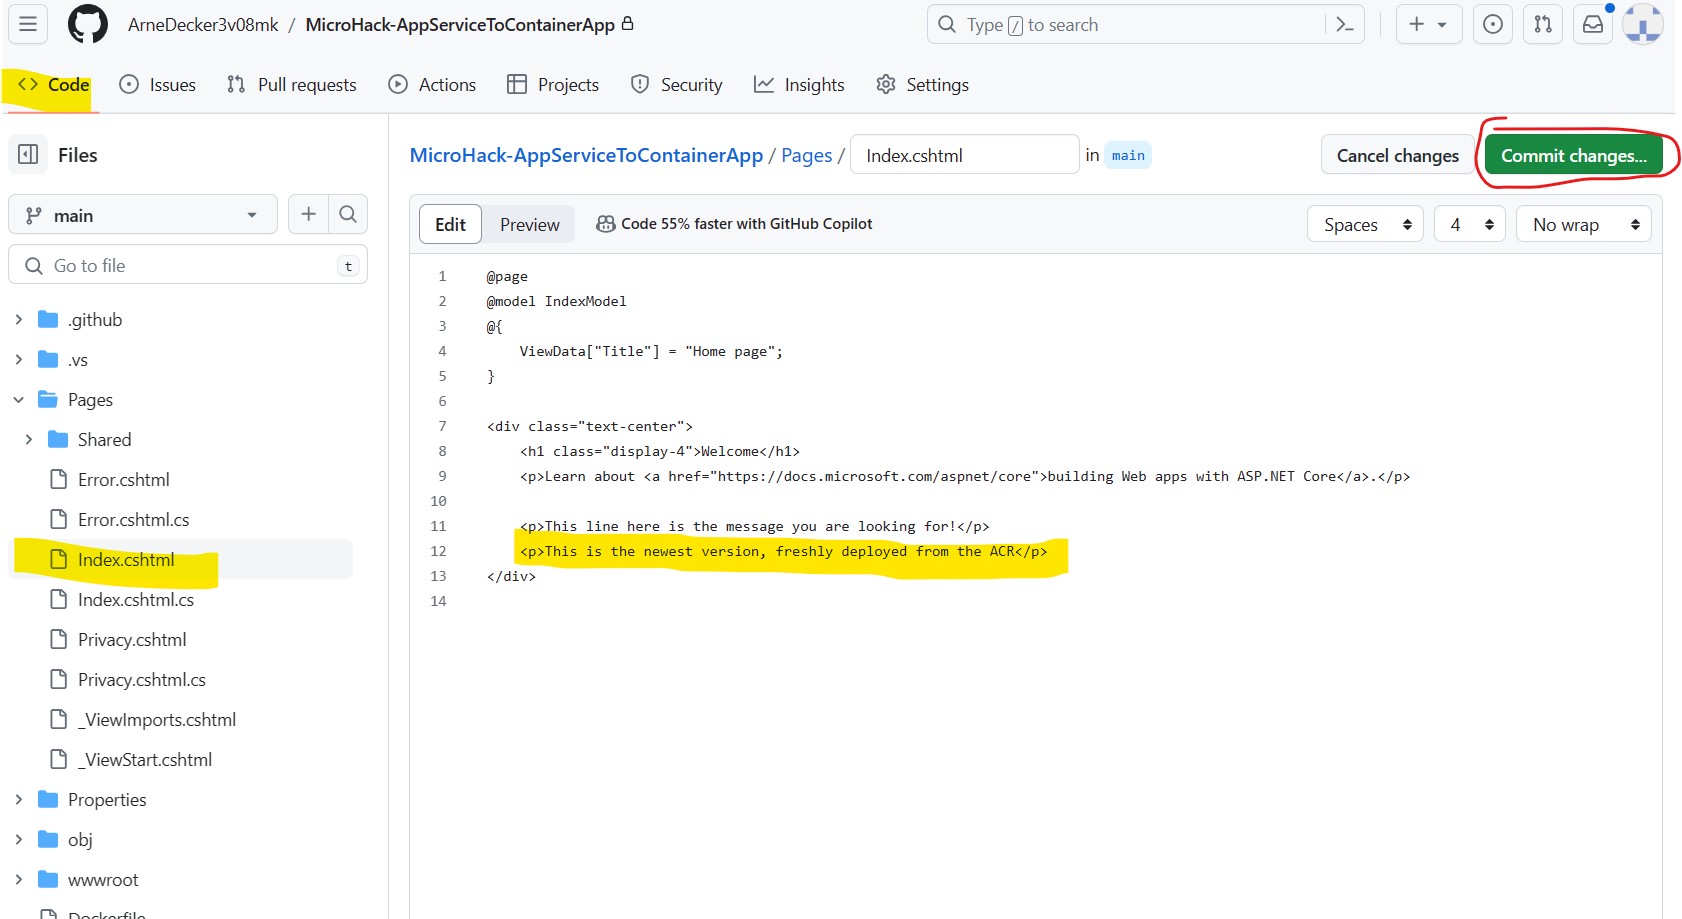 ArneDecker3v08mk / MicroHack-AppServiceToContainerApp
Type / to search
Code
Issues
Pull requests
Actions
Projects
Security
Insights
Settings
Files
main
Go to file
t
.github
.vs
Pages
Shared
Error.cshtml
Error.cshtml.cs
Index.cshtml
Index.cshtml.cs
Privacy.cshtml
Privacy.cshtml.cs
_ViewImports.cshtml
_ViewStart.cshtml
Properties
obj
wwwroot
Dockerfile
MicroHack-AppServiceToContainerApp / Pages / Index.cshtml in main
Cancel changes
Commit changes...
Edit
Preview
Code 55% faster with GitHub Copilot
Spaces
4
No wrap
1 @page
2 @model IndexModel
3 @{
4 ViewData["Title"] = "Home page";
5 }
6
7 <div class="text-center">
8 <h1 class="display-4">Welcome</h1>
9 <p>Learn about <a href="https://docs.microsoft.com/aspnet/core">building Web apps with ASP.NET Core</a>.</p>
10
11 <p>This line here is the message you are looking for!</p>
12 <p>This is the newest version, freshly deployed from the ACR</p>
13 </div>
14